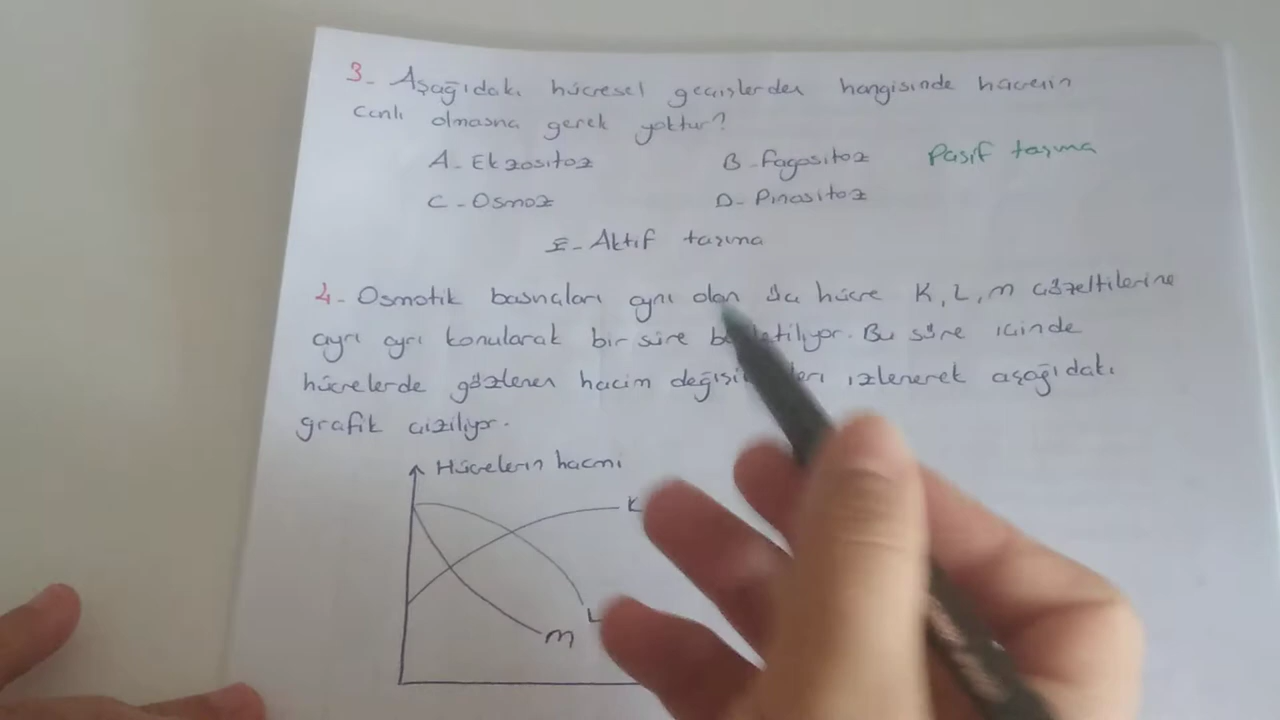 3- Aşağıdaki hücresel geçişlerden hangisinde hücrenin
canlı olmasına gerek yoktur?
A- Ekzositoz B- Fagositoz Pasif taşıma
C- Osmoz D- Pinositoz
E- Aktif taşıma
4- Osmotik basınçları aynı olan üç hücre K, L, M çözeltilerine
ayrı ayrı konularak bir süre Bu süre içinde
hücrelerde gözlenen hacim izlenerek aşağıdaki
grafik çiziliyor.
Hücrelerin hacmi
K
L
M